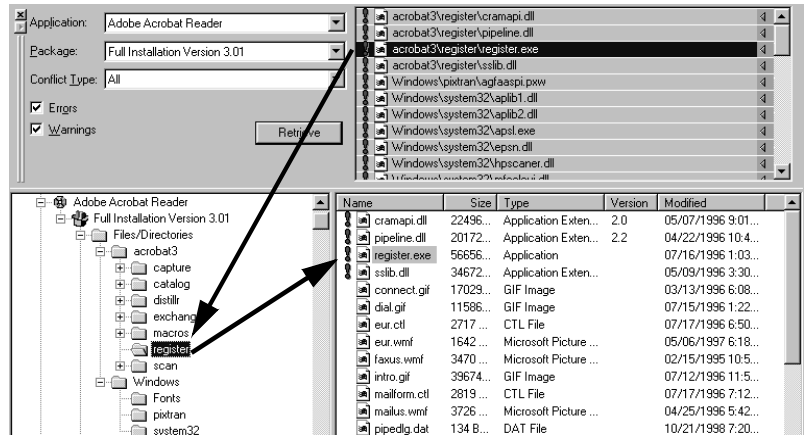 Application: Adobe Acrobat Reader
Package: Full Installation Version 3.01
Conflict Type: All
Errors
Warnings
Retrieve
acrobat3\register\cramapi.dll
acrobat3\register\pipeline.dll
acrobat3\register\register.exe
acrobat3\register\sslib.dll
Windows\pixtran\agfaaspi.pxw
Windows\system32\aplib1.dll
Windows\system32\aplib2.dll
Windows\system32\apsl.exe
Windows\system32\epsn.dll
Windows\system32\hpscaner.dll
Adobe Acrobat Reader
Full Installation Version 3.01
Files/Directories
acrobat3
capture
catalog
distillr
exchang
macros
register
scan
Windows
Fonts
pixtran
system32
Name Size Type Version Modified
cramapi.dll 22496... Application Exten... 2.0 05/07/1996 9:01...
pipeline.dll 20172... Application Exten... 2.2 04/22/1996 10:4...
register.exe 56656... Application 07/16/1996 1:03...
sslib.dll 34672... Application Exten... 05/09/1996 3:30...
connect.gif 17029... GIF Image 03/13/1996 6:08...
dial.gif 11586... GIF Image 07/15/1996 1:22...
eur.ctl 2717 ... CTL File 07/17/1996 6:50...
eur.wmf 1642 ... Microsoft Picture ... 05/06/1997 6:18...
faxus.wmf 3470 ... Microsoft Picture ... 02/15/1995 10:5...
intro.gif 39674... GIF Image 07/12/1996 11:5...
mailform.ctl 2819 ... CTL File 07/17/1996 7:12...
mailus.wmf 3726 ... Microsoft Picture ... 04/25/1996 5:42...
pipedlg.dat 134 B... DAT File 10/21/1998 7:20...